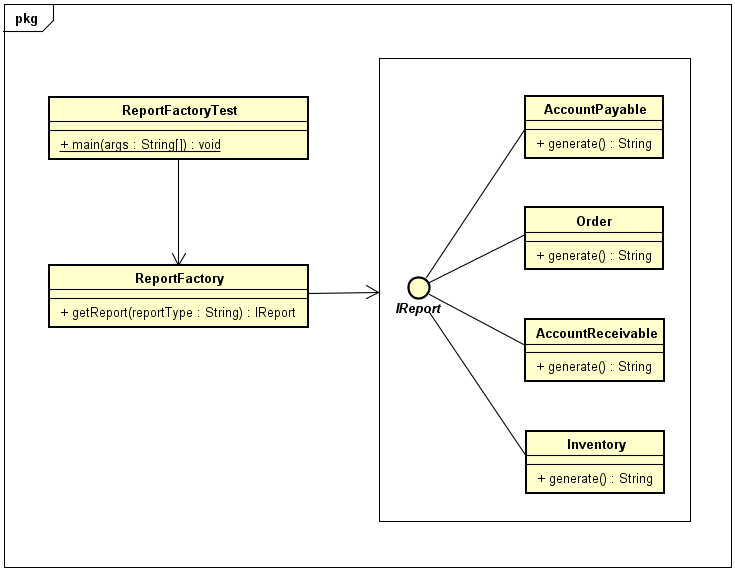 pkg
ReportFactoryTest
+ main(args : String[]) : void
ReportFactory
+ getReport(reportType : String) : IReport
IReport
AccountPayable
+ generate() : String
Order
+ generate() : String
AccountReceivable
+ generate() : String
Inventory
+ generate() : String